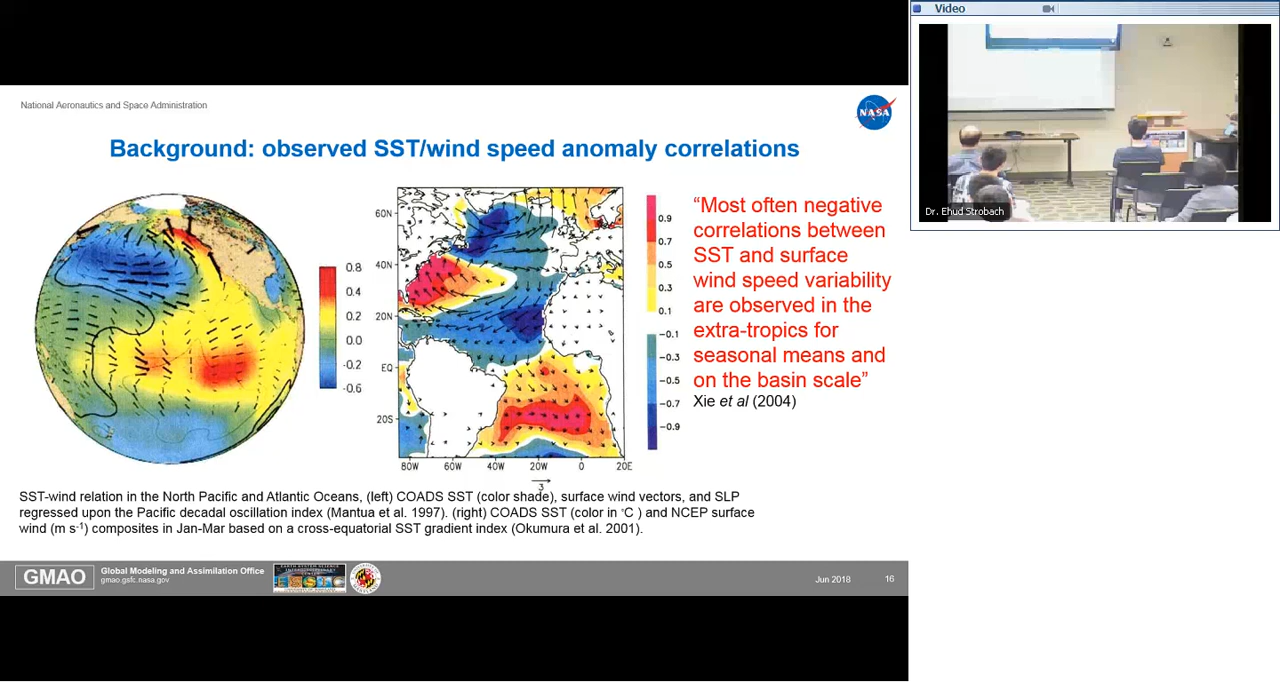 Video
National Aeronautics and Space Administration
NASA
Background: observed SST/wind speed anomaly correlations
0.8
0.4
0.2
0.0
-0.2
-0.6
60N
40N
20N
EQ
20S
80W 60W 40W 20W 0 20E
3
0.9
0.7
0.5
0.3
0.1
-0.1
-0.3
-0.5
-0.7
-0.9
“Most often negative
correlations between
SST and surface
wind speed variability
are observed in the
extra-tropics for
seasonal means and
on the basin scale”
Xie et al (2004)
Dr. Ehud Strobach
SST-wind relation in the North Pacific and Atlantic Oceans, (left) COADS SST (color shade), surface wind vectors, and SLP
regressed upon the Pacific decadal oscillation index (Mantua et al. 1997). (right) COADS SST (color in °C ) and NCEP surface
wind (m s-1) composites in Jan-Mar based on a cross-equatorial SST gradient index (Okumura et al. 2001).
GMAO
Global Modeling and Assimilation Office
gmao.gsfc.nasa.gov
ESSIC
Jun 2018
16